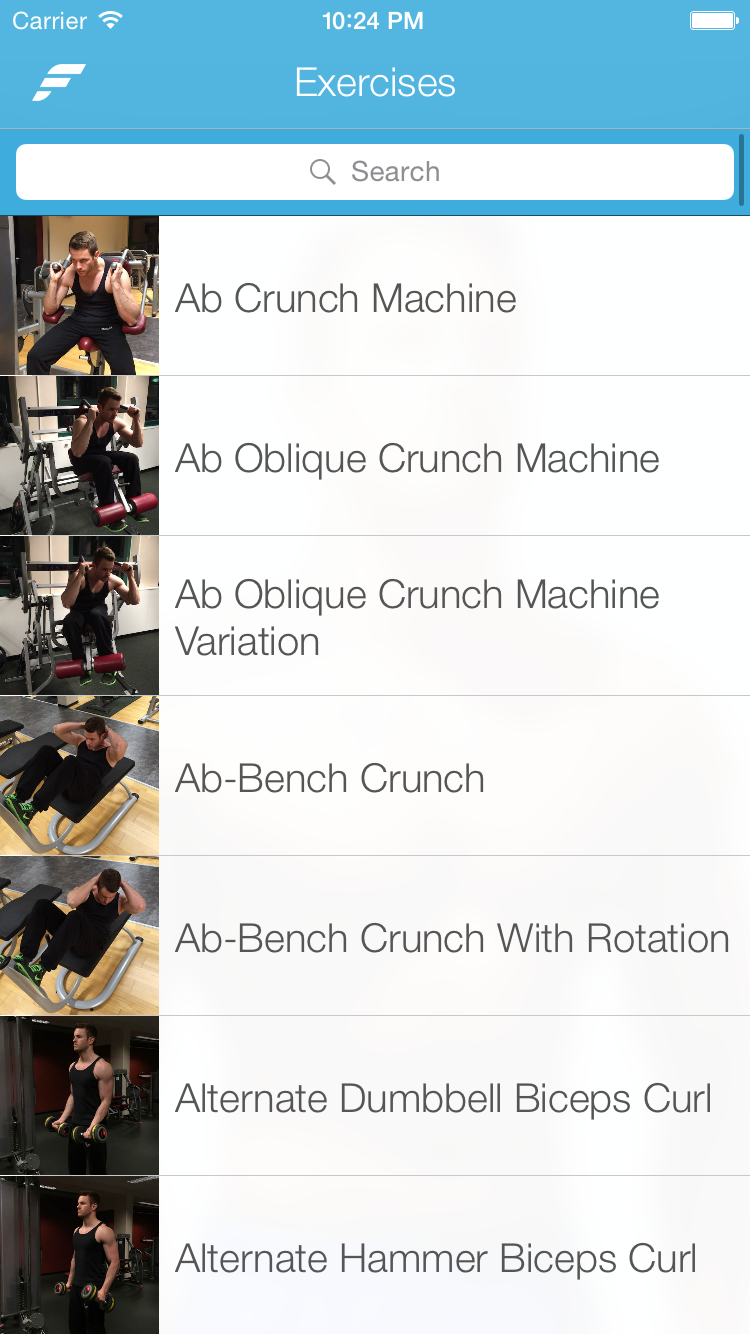 Carrier 10:24 PM
Exercises
Search
Ab Crunch Machine
Ab Oblique Crunch Machine
Ab Oblique Crunch Machine
Variation
Ab-Bench Crunch
Ab-Bench Crunch With Rotation
Alternate Dumbbell Biceps Curl
Alternate Hammer Biceps Curl